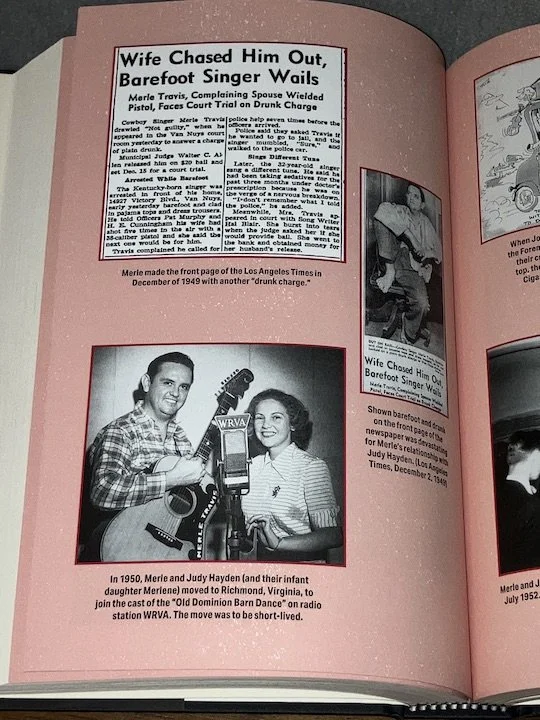 Wife Chased Him Out,
Barefoot Singer Wails
Merle Travis, Complaining Spouse Wielded
Pistol, Faces Court Trial on Drunk Charge
Cowboy Singer Merle Travis
drawled "Not guilty," when he
appeared in the Van Nuys court
room yesterday to answer a charge
of plain drunk.
Municipal Judge Walter C. Al-
len released him on $20 bail and
set Dec. 15 for a court trial.
Arrested While Barefoot
The Kentucky-born singer was
arrested in front of his home,
14927 Victory Blvd., Van Nuys,
early yesterday barefoot and clad
in pajama tops and dress trousers.
He told Officers Pat Murphy and
H. E. Cunningham his wife had
shot five times in the air with a
38-caliber pistol and she said the
next one would be for him.
Travis complained he called for
police help seven times before the
officers arrived.
Police said they asked Travis if
he wanted to go to jail, and the
singer mumbled, "Sure," and
walked to the police car.
Sings Different Tune
Later, the 32-year-old singer
sang a different tune. He said he
had been taking sedatives for the
past three months under doctor's
prescription because he was on
the verge of a nervous breakdown.
"I don't remember what I told
the police," he added.
Meanwhile, Mrs. Travis ap-
peared in court with Song Writer
Hal Blair. She burst into tears
when the judge asked her if she
would provide bail. She went to
the bank and obtained money for
her husband's release.
Merle made the front page of the Los Angeles Times in
December of 1949 with another "drunk charge."
Wife Chased Him Out,
Barefoot Singer Wails
Merle Travis, Complaining Spouse Wielded
Pistol, Faces Court Trial on Drunk Charge
Shown barefoot and drunk
on the front page of the
newspaper was devastating
for Merle's relationship with
Judy Hayden. (Los Angeles
Times, December 2, 1949)
WRVA
MERLE TRAVIS
In 1950, Merle and Judy Hayden (and their infant
daughter Merlene) moved to Richmond, Virginia, to
join the cast of the "Old Dominion Barn Dance" on radio
station WRVA. The move was to be short-lived.
When Jo
the Forem
their c
top, the
Ciga
Merle and J
July 1952.